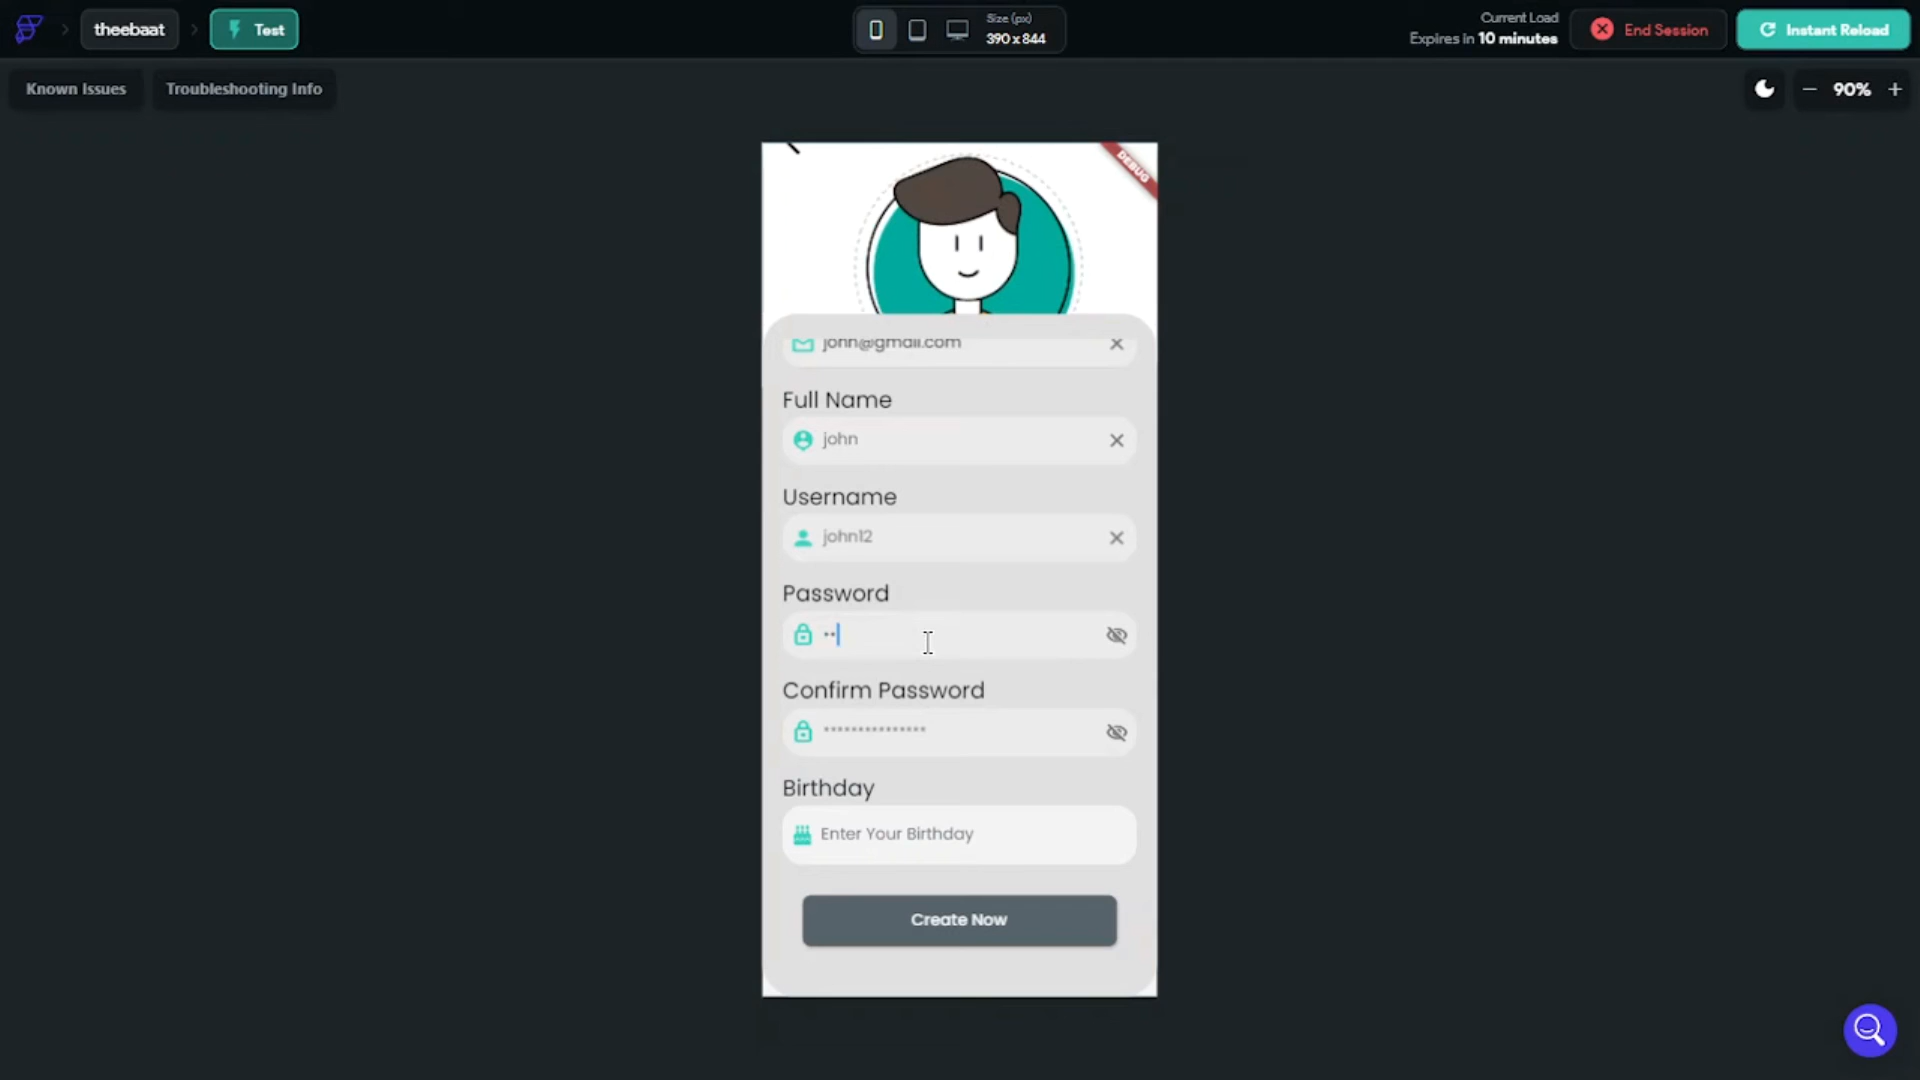 theebaat
Test
Size (px)
390 x 844
Current Load
Expires in 10 minutes
End Session
Instant Reload
Known Issues
Troubleshooting Info
90%
DEBUG
john@gmail.com
Full Name
john
Username
john12
Password
••
Confirm Password
***************
Birthday
Enter Your Birthday
Create Now